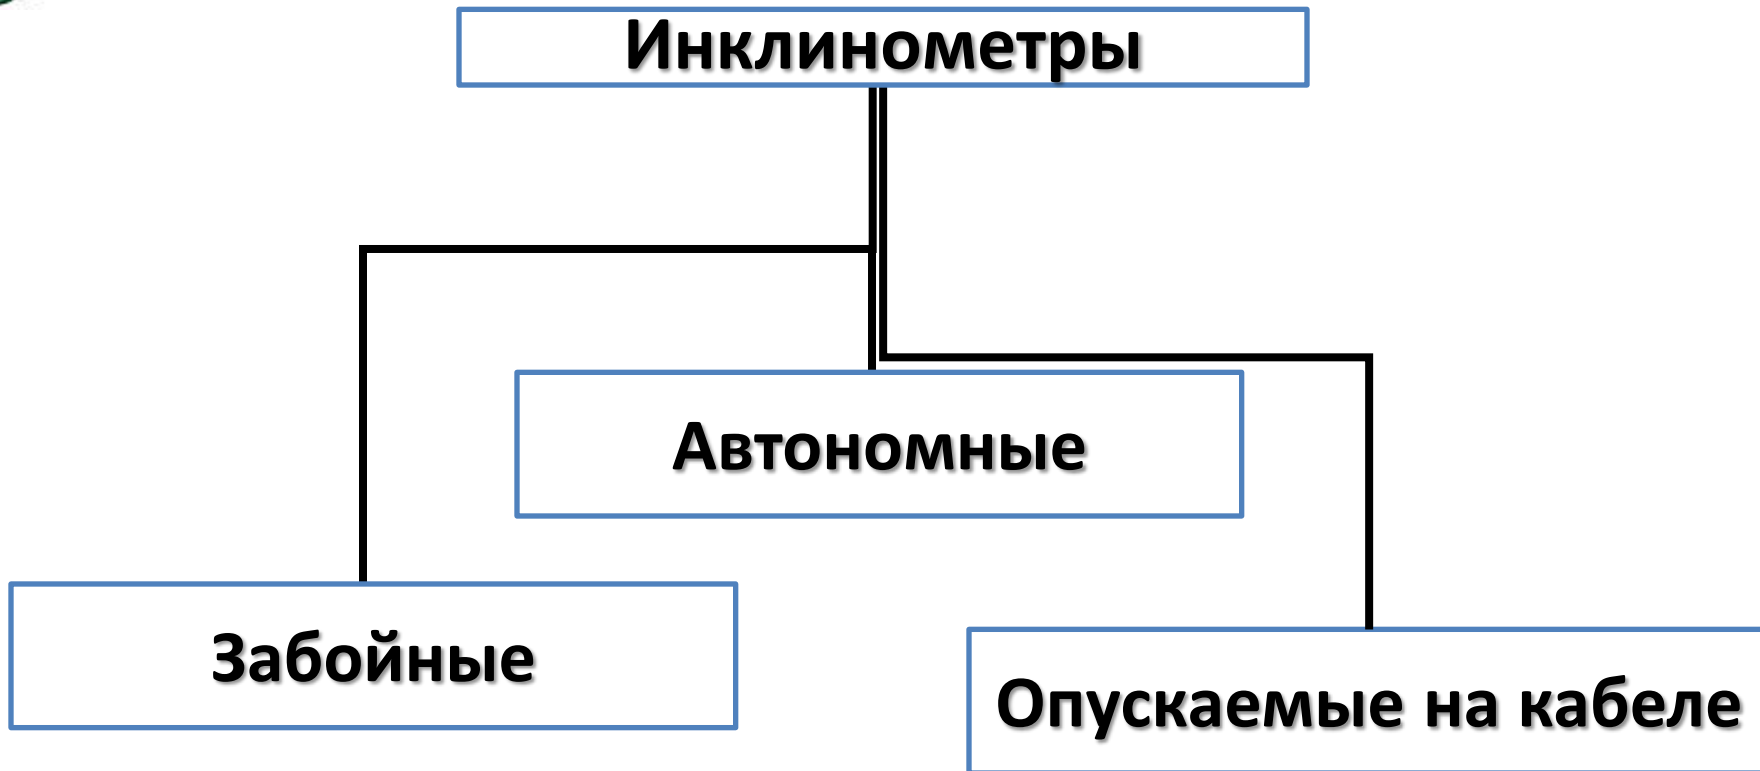 Инклинометры
Автономные
Забойные
Опускаемые на кабеле